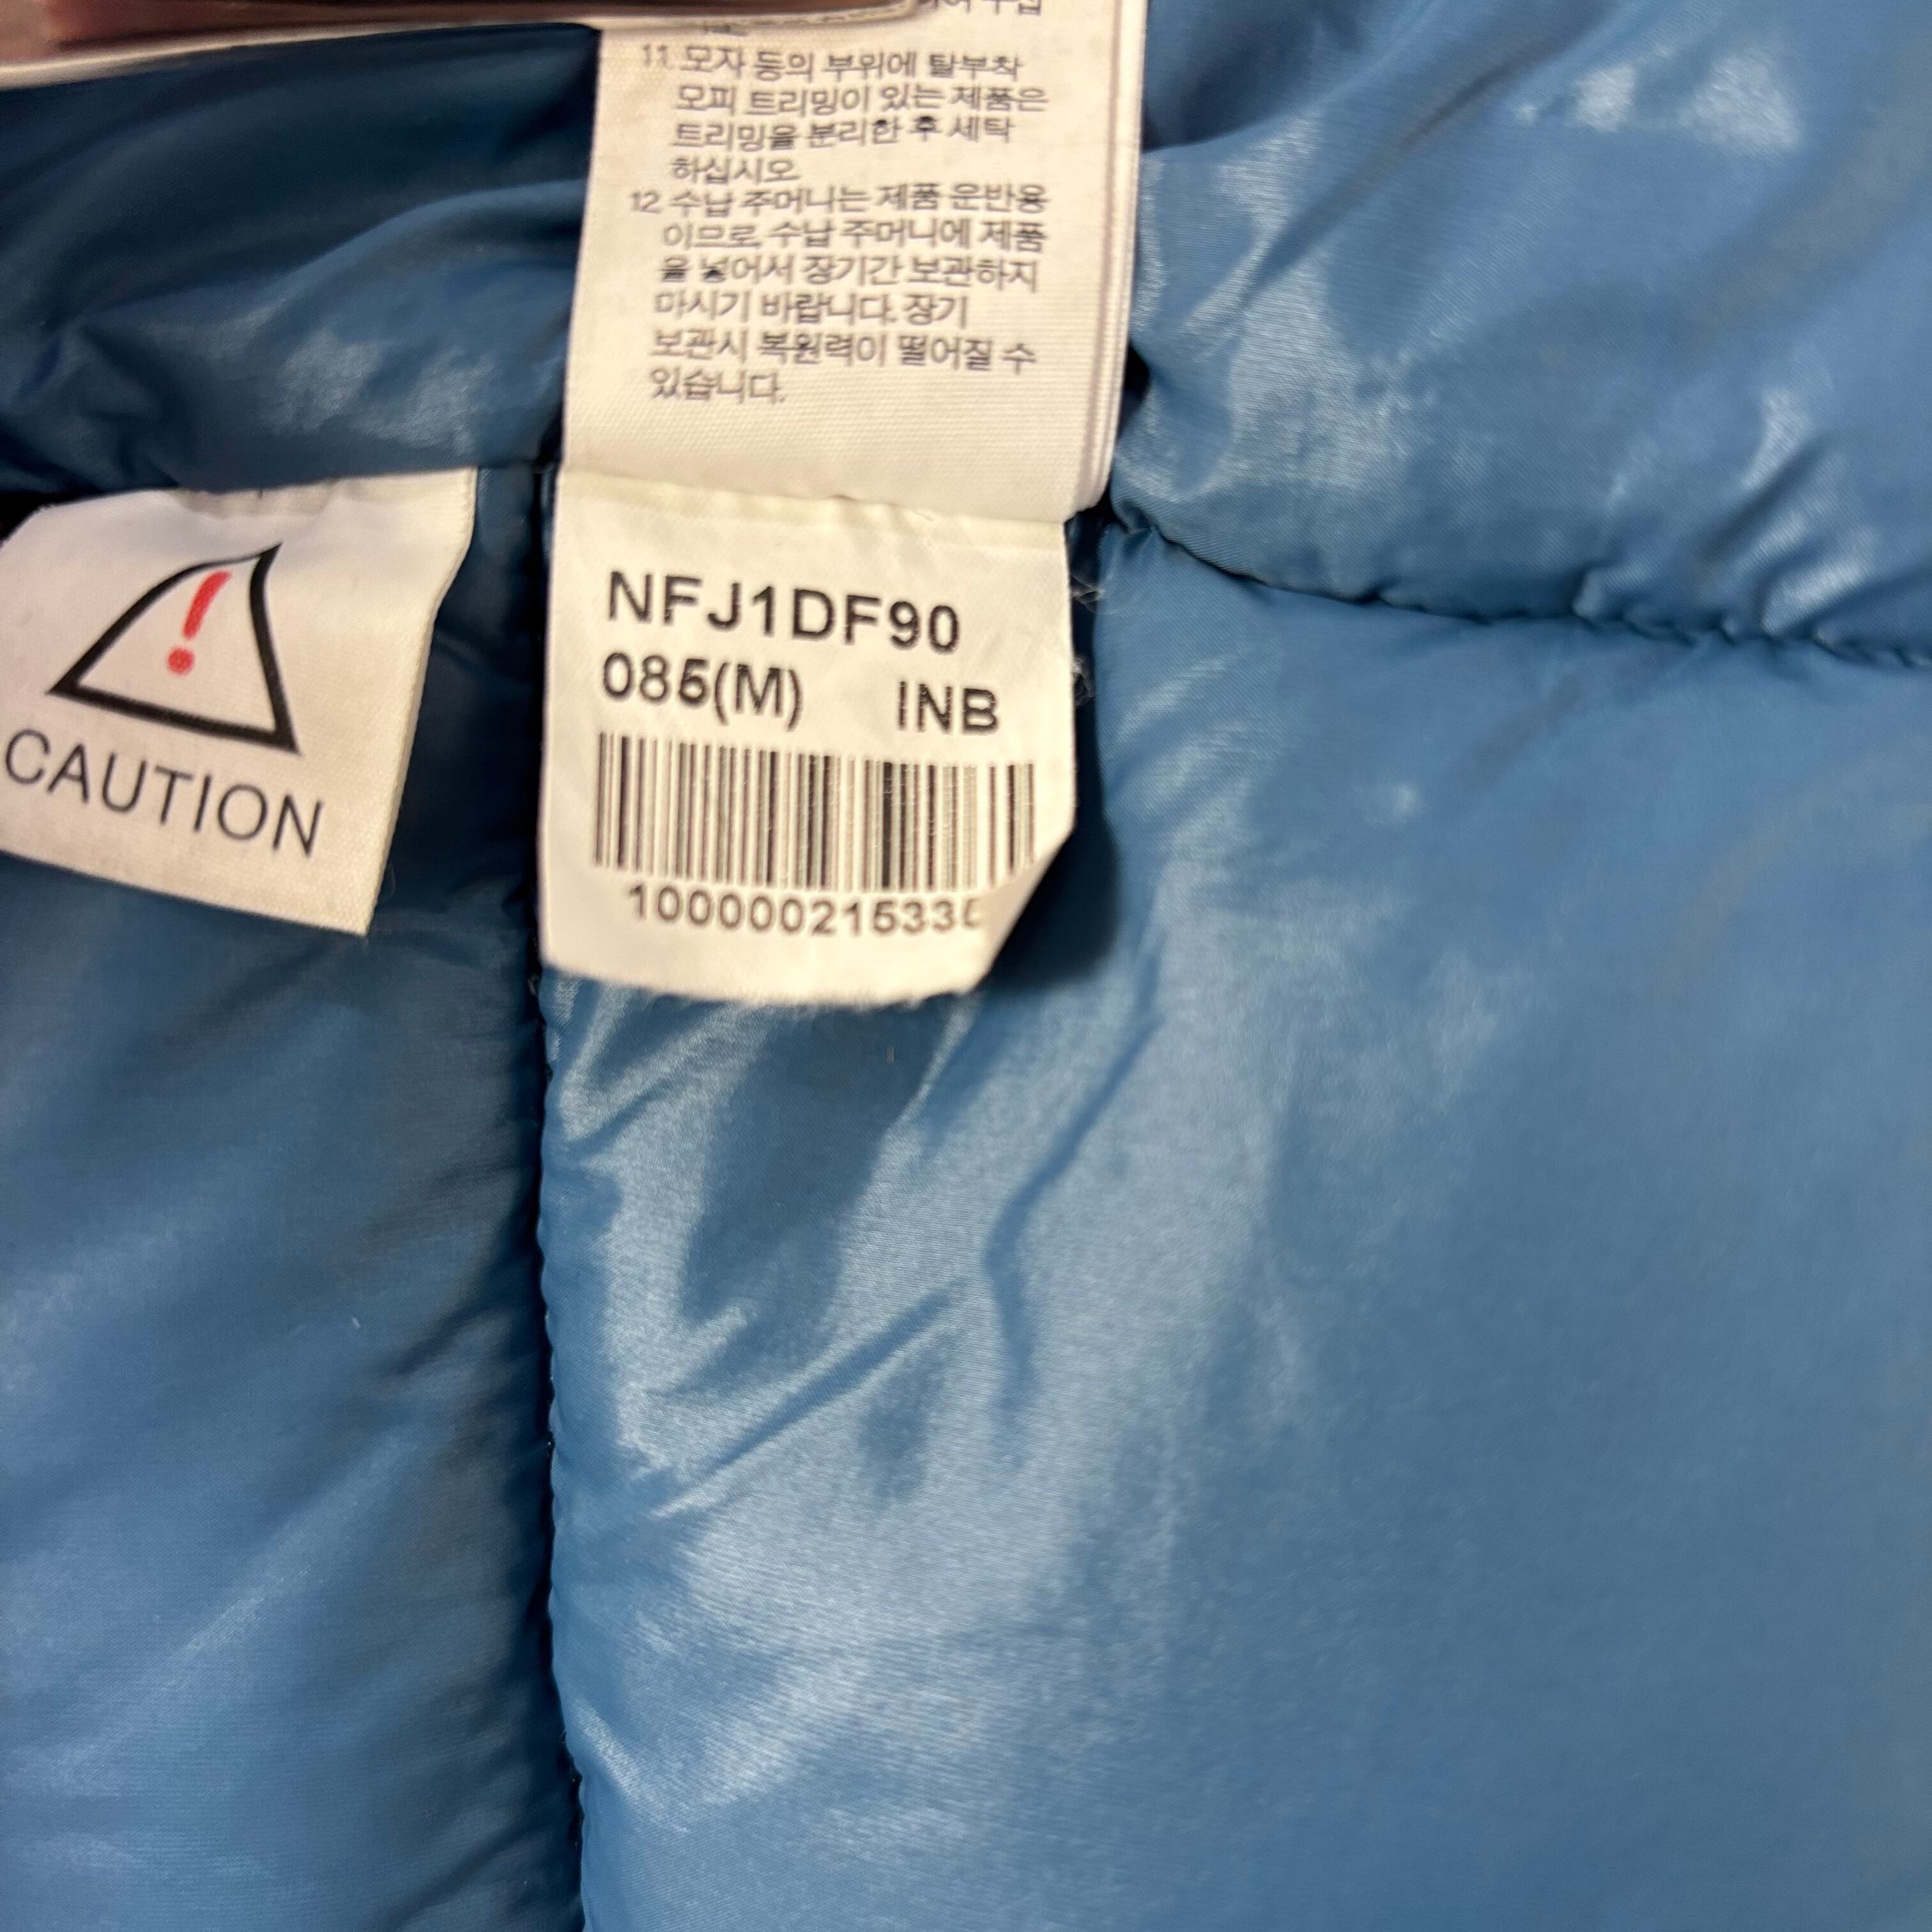 11. 모자 등의 부위에 탈부착
모피 트리밍이 있는 제품은
트리밍을 분리한 후 세탁
하십시오
12. 수납 주머니는 제품 운반용
이므로, 수납 주머니에 제품
을 넣어서 장기간 보관하지
마시기 바랍니다. 장기
보관시 복원력이 떨어질 수
있습니다.
CAUTION
NFJ1DF90
085(M) INB
100000215335